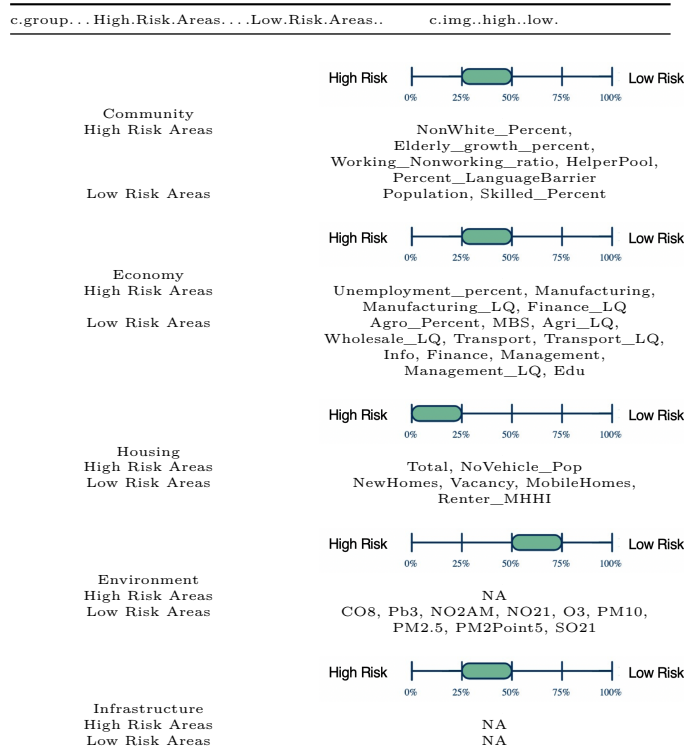 c.group...High.Risk.Areas....Low.Risk.Areas.. c.img..high..low.
High Risk Low Risk
0% 25% 50% 75% 100%
Community
High Risk Areas NonWhite_Percent,
Elderly_growth_percent,
Working_Nonworking_ratio, HelperPool,
Percent_LanguageBarrier
Low Risk Areas Population, Skilled_Percent
High Risk Low Risk
0% 25% 50% 75% 100%
Economy
High Risk Areas Unemployment_percent, Manufacturing,
Manufacturing_LQ, Finance_LQ
Low Risk Areas Agro_Percent, MBS, Agri_LQ,
Wholesale_LQ, Transport, Transport_LQ,
Info, Finance, Management,
Management_LQ, Edu
High Risk Low Risk
0% 25% 50% 75% 100%
Housing
High Risk Areas Total, NoVehicle_Pop
Low Risk Areas NewHomes, Vacancy, MobileHomes,
Renter_MHHI
High Risk Low Risk
0% 25% 50% 75% 100%
Environment
High Risk Areas NA
Low Risk Areas CO8, Pb3, NO2AM, NO21, O3, PM10,
PM2.5, PM2Point5, SO21
High Risk Low Risk
0% 25% 50% 75% 100%
Infrastructure
High Risk Areas NA
Low Risk Areas NA